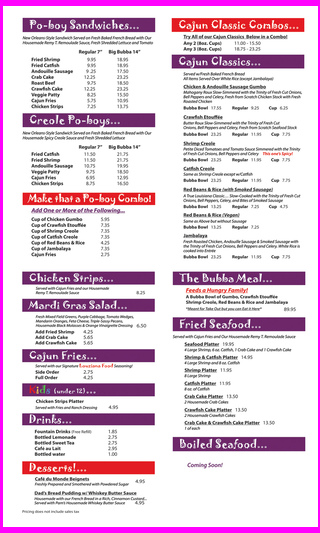 Po-boy Sandwiches...
New Orleans Style Sandwich Served on Fresh Baked French Bread with Our
Housemade Remy T. Remoulade Sauce, Fresh Shredded Lettuce and Tomato
Regular 7" Big Bubba 14"
Fried Shrimp 9.95 18.95
Fried Catfish 9.95 18.95
Andouille Sausage 9.25 17.50
Crab Cake 12.25 23.25
Roast Beef 9.75 18.50
Crawfish Cake 12.25 23.25
Veggie Patty 8.25 15.50
Cajun Fries 5.75 10.95
Chicken Strips 7.25 13.75
Creole Po-boys...
New Orleans Style Sandwich Served on Fresh Baked French Bread with Our
Housemade Spicy Creole Sauce and Fresh Shredded Lettuce
Regular 7" Big Bubba 14"
Fried Catfish 11.50 21.75
Fried Shrimp 11.50 21.75
Andouille Sausage 10.75 19.95
Veggie Patty 9.75 18.50
Cajun Fries 6.95 12.95
Chicken Strips 8.75 16.50
Make that a Po-boy Combo!
Add One or More of the Following...
Cup of Chicken Gumbo 5.95
Cup of Crawfish Etouffee 7.35
Cup of Shrimp Creole 7.35
Cup of Catfish Creole 7.35
Cup of Red Beans & Rice 4.25
Cup of Jambalaya 7.35
Cajun Fries 2.75
Chicken Strips...
Served with Cajun Fries and our Housemade
Remy T. Remoulade Sauce 8.25
Mardi Gras Salad...
Fresh Mixed Field Greens, Purple Cabbage, Tomato Wedges,
Mandarin Oranges, Feta Cheese, Triple Sassy Pecans,
Housemade Black Molasses & Orange Vinaigrette Dressing 6.50
Add Fried Shrimp 4.25
Add Crab Cake 5.65
Add Crawfish Cake 5.65
Cajun Fries...
Served with our Signature Louisiana Food Seasoning!
Side Order 2.75
Full Order 4.25
Kids (under 12)...
Chicken Strips Platter
Served with Fries and Ranch Dressing 4.95
Drinks...
Fountain Drinks (Free Refill) 1.85
Bottled Lemonade 2.75
Bottled Sweet Tea 2.75
Cafe au Lait 2.95
Bottled water 1.00
Desserts!...
Café du Monde Beignets
Freshly Prepared and Smothered with Powdered Sugar 4.95
Dad's Bread Pudding w/ Whiskey Butter Sauce
Housemade with our French Bread in a Rich, Cinnamon Custard...
Served with Pam's Housemade Whiskey Butter Sauce 4.95
Pricing does not include sales tax
Cajun Classic Combos...
Try All of our Cajun Classics Below in a Combo!
Any 2 (8oz. Cups) 11.00 - 13.50
Any 3 (8oz. Cups) 18.75 - 23.25
Cajun Classics...
Served w/Fresh Baked French Bread
All Items Served Over White Rice (except Jambalaya)
Chicken & Andouille Sausage Gumbo
Mahogany Roux Slow Simmered with the Trinity of Fresh Cut Onions,
Bell Peppers and Celery, Fresh from Scratch Chicken Stock with Fresh
Roasted Chicken
Bubba Bowl 17.55 Regular 9.25 Cup 6.25
Crawfish Etouffee
Butter Roux Slow-Simmered with the Trinity of Fresh Cut
Onions, Bell Peppers and Celery, Fresh from Scratch Seafood Stock
Bubba Bowl 23.25 Regular 11.95 Cup 7.75
Shrimp Creole
Petite Diced Tomatoes and Tomato Sauce Simmered with the Trinity
of Fresh Cut Onions, Bell Peppers and Celery This one's Spicy!
Bubba Bowl 23.25 Regular 11.95 Cup 7.75
Catfish Creole
Same as Shrimp Creole except w/Catfish
Bubba Bowl 23.25 Regular 11.95 Cup 7.75
Red Beans & Rice (with Smoked Sausage)
A True Louisiana Classic... Slow-Cooked with the Trinity of Fresh Cut
Onions, Bell Peppers, Celery, and Bites of Smoked Sausage
Bubba Bowl 13.25 Regular 7.25 Cup 4.75
Red Beans & Rice (Vegan)
Same as Above but without Sausage
Bubba Bowl 13.25 Regular 7.25
Jambalaya
Fresh Roasted Chicken, Andouille Sausage & Smoked Sausage with
the Trinity of Fresh Cut Onions, Bell Peppers and Celery. White Rice is
cooked into Entrée
Bubba Bowl 23.25 Regular 11.95 Cup 7.75
The Bubba Meal...
Feeds a Hungry Family!
A Bubba Bowl of Gumbo, Crawfish Etouffee
Shrimp Creole, Red Beans & Rice and Jambalaya
*Meant for Take Out but you can Eat it Here* 89.95
Fried Seafood...
Served with Cajun Fries and Our Housemade Remy T. Remoulade Sauce
Seafood Platter 19.95
4 Large Shrimp, 6 oz. Catfish, 1 Crab Cake and 1 Crawfish Cake
Shrimp & Catfish Platter 14.95
4 Large Shrimp and 6 oz. Catfish
Shrimp Platter 11.95
8 Large Shrimp
Catfish Platter 11.95
8 oz. of Catfish
Crab Cake Platter 13.50
2 Housemade Crab Cakes
Crawfish Cake Platter 13.50
2 Housemade Crawfish Cakes
Crab Cake & Crawfish Cake Platter 13.50
1 of each
Boiled Seafood...
Coming Soon!